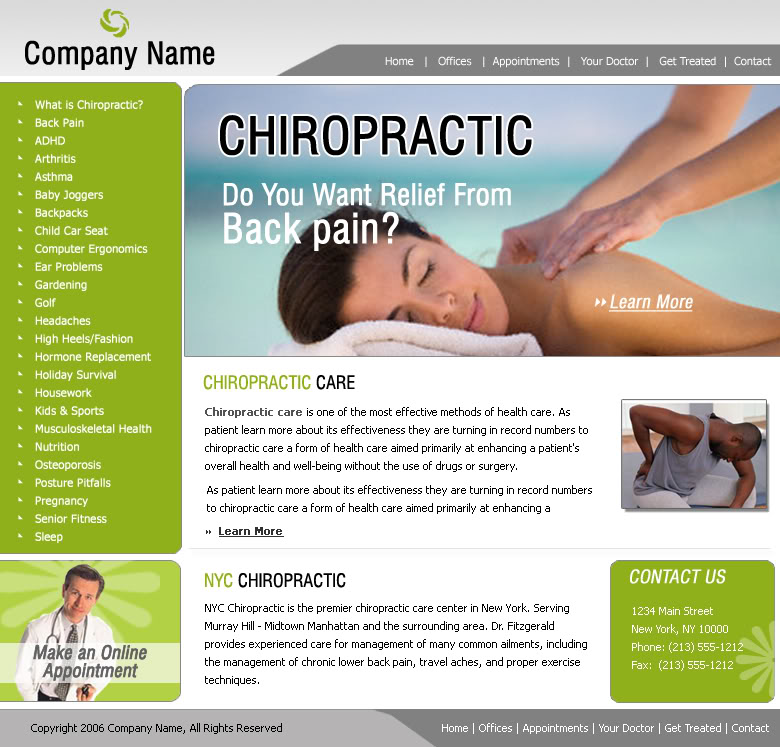 Company Name
Home | Offices | Appointments | Your Doctor | Get Treated | Contact
What is Chiropractic?
Back Pain
ADHD
Arthritis
Asthma
Baby Joggers
Backpacks
Child Car Seat
Computer Ergonomics
Ear Problems
Gardening
Golf
Headaches
High Heels/Fashion
Hormone Replacement
Holiday Survival
Housework
Kids & Sports
Musculoskeletal Health
Nutrition
Osteoporosis
Posture Pitfalls
Pregnancy
Senior Fitness
Sleep
CHIROPRACTIC
Do You Want Relief From
Back pain?
Learn More
CHIROPRACTIC CARE
Chiropractic care is one of the most effective methods of health care. As
patient learn more about its effectiveness they are turning in record numbers to
chiropractic care a form of health care aimed primarily at enhancing a patient's
overall health and well-being without the use of drugs or surgery.
As patient learn more about its effectiveness they are turning in record numbers
to chiropractic care a form of health care aimed primarily at enhancing a
Learn More
Make an Online
Appointment
NYC CHIROPRACTIC
NYC Chiropractic is the premier chiropractic care center in New York. Serving
Murray Hill - Midtown Manhattan and the surrounding area. Dr. Fitzgerald
provides experienced care for management of many common ailments, including
the management of chronic lower back pain, travel aches, and proper exercise
techniques.
CONTACT US
1234 Main Street
New York, NY 10000
Phone: (213) 555-1212
Fax: (213) 555-1212
Copyright 2006 Company Name, All Rights Reserved
Home | Offices | Appointments | Your Doctor | Get Treated | Contact